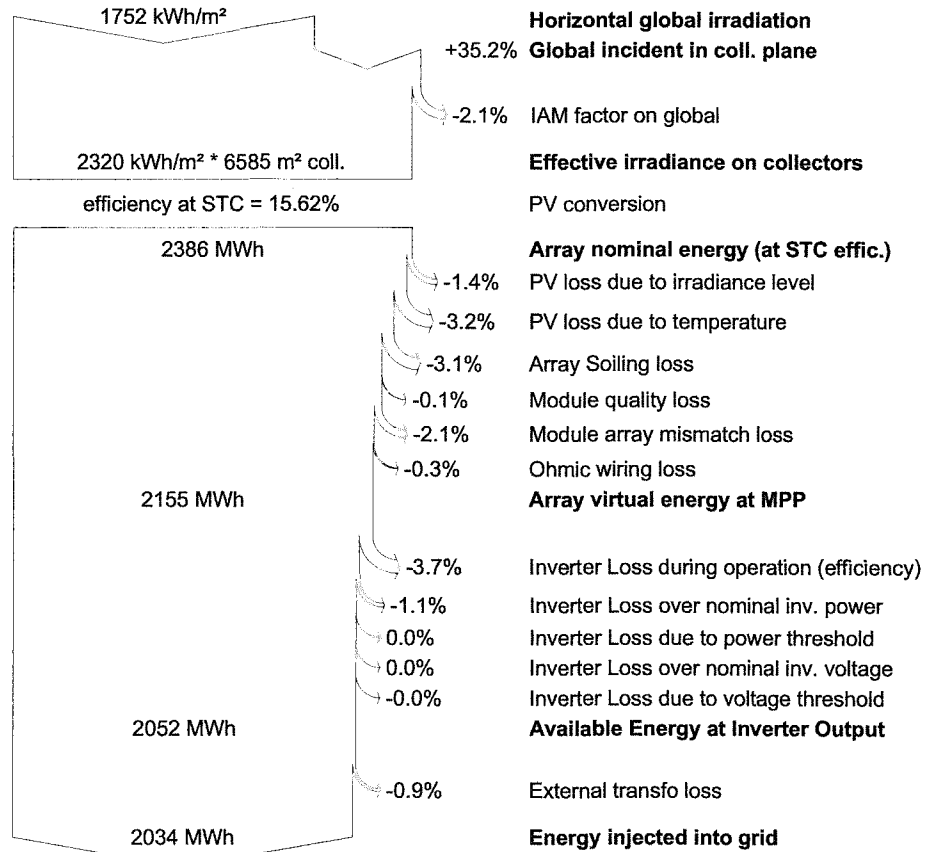 1752 kWh/m² Horizontal global irradiation
+35.2% Global incident in coll. plane
-2.1% IAM factor on global
2320 kWh/m² * 6585 m² coll. Effective irradiance on collectors
efficiency at STC = 15.62% PV conversion
2386 MWh Array nominal energy (at STC effic.)
-1.4% PV loss due to irradiance level
-3.2% PV loss due to temperature
-3.1% Array Soiling loss
-0.1% Module quality loss
-2.1% Module array mismatch loss
-0.3% Ohmic wiring loss
2155 MWh Array virtual energy at MPP
-3.7% Inverter Loss during operation (efficiency)
-1.1% Inverter Loss over nominal inv. power
0.0% Inverter Loss due to power threshold
0.0% Inverter Loss over nominal inv. voltage
-0.0% Inverter Loss due to voltage threshold
2052 MWh Available Energy at Inverter Output
-0.9% External transfo loss
2034 MWh Energy injected into grid